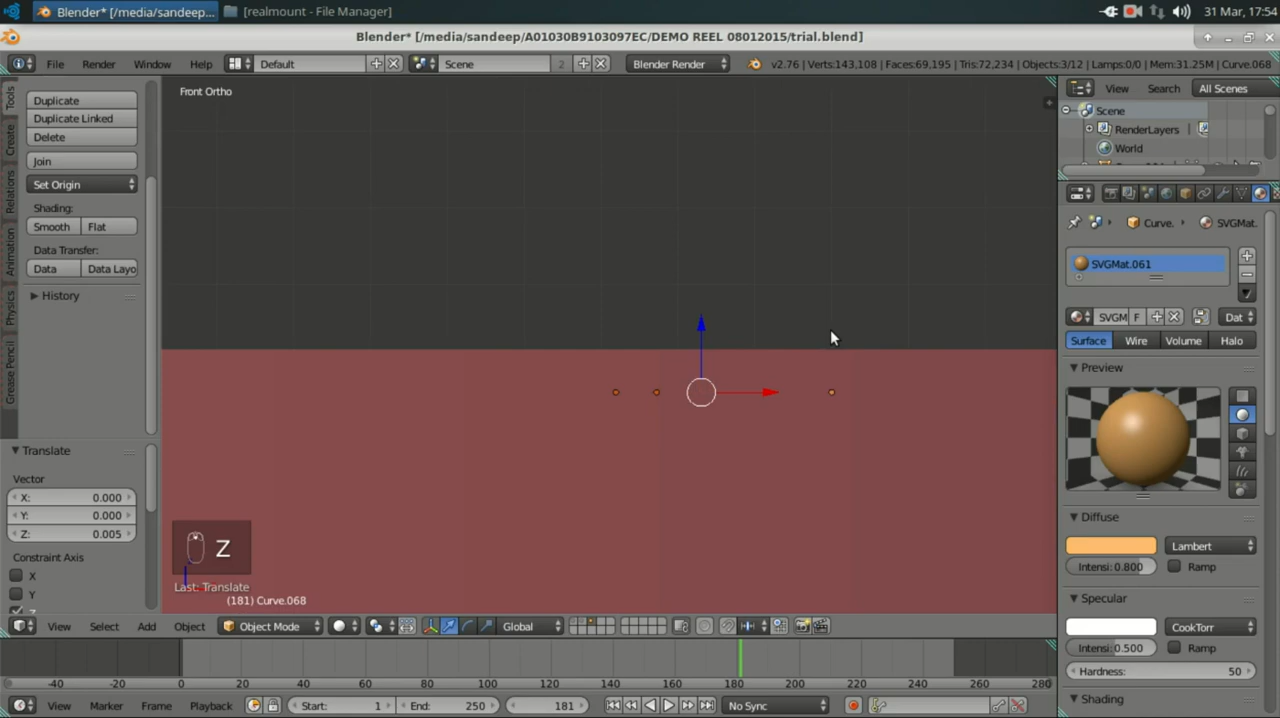 Blender* [/media/sandeep... [realmount - File Manager] 31 Mar, 17:54
Blender* [/media/sandeep/A01030B9103097EC/DEMO REEL 08012015/trial.blend]
File Render Window Help Default Scene 2 Blender Render v2.76 | Verts:143,108 | Faces:69,195 | Tris:72,234 | Objects:3/12 | Lamps:0/0 | Mem:31.25M | Curve.068
Tools
Create
Relations
Animation
Physics
Grease Pencil
Duplicate
Duplicate Linked
Delete
Join
Set Origin
Shading:
Smooth Flat
Data Transfer:
Data Data Layo
History
Translate
Vector
X: 0.000
Y: 0.000
Z: 0.005
Constraint Axis
X
Y
Front Ortho
Z
Last: Translate
(181) Curve.068
View Select Add Object Object Mode Global
-40 -20 0 20 40 60 80 100 120 140 160 180 200 220 240 260 280
View Marker Frame Playback Start: 1 End: 250 181 No Sync
View Search All Scenes
Scene
RenderLayers
World
Curve. SVGMat.
SVGMat.061
SVGM F Dat
Surface Wire Volume Halo
Preview
Diffuse
Lambert
Intensi: 0.800 Ramp
Specular
CookTorr
Intensi: 0.500 Ramp
Hardness: 50
Shading